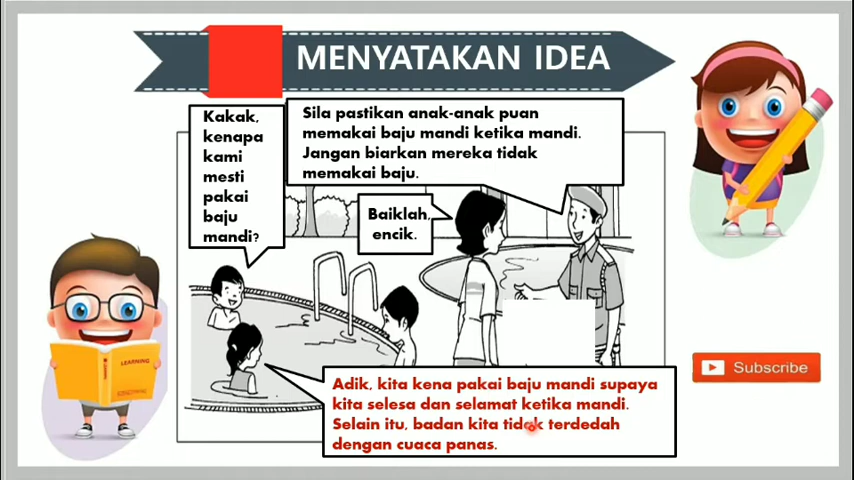 MENYATAKAN IDEA
Kakak,
kenapa
kami
mesti
pakai
baju
mandi?
Sila pastikan anak-anak puan
memakai baju mandi ketika mandi.
Jangan biarkan mereka tidak
memakai baju.
Baiklah,
encik.
Adik, kita kena pakai baju mandi supaya
kita selesa dan selamat ketika mandi.
Selain itu, badan kita tidak terdedah
dengan cuaca panas.
LEARNING
Subscribe